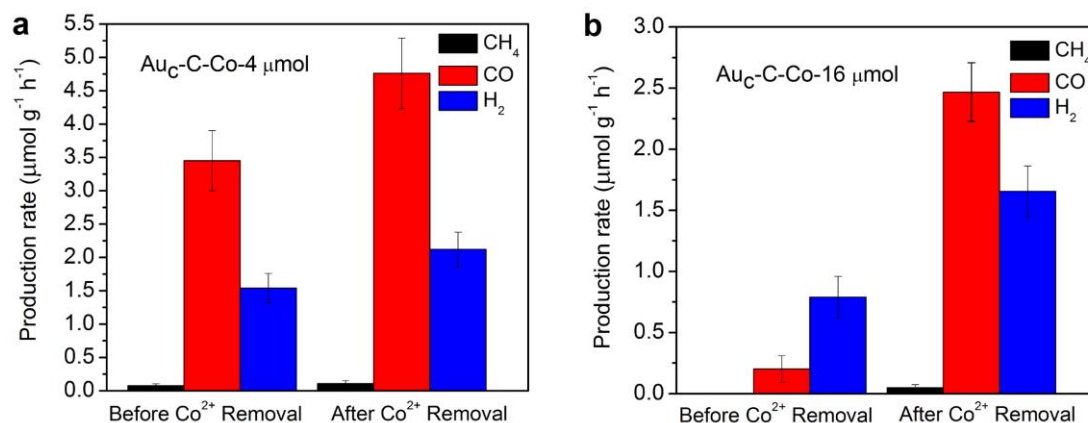 a
Production rate (μmol g⁻¹ h⁻¹)
5.5
5.0
4.5
4.0
3.5
3.0
2.5
2.0
1.5
1.0
0.5
0.0
Auc-C-Co-4 μmol
CH₄
CO
H₂
Before Co²⁺ Removal
After Co²⁺ Removal
b
Production rate (μmol g⁻¹ h⁻¹)
3.0
2.5
2.0
1.5
1.0
0.5
0.0
Auc-C-Co-16 μmol
CH₄
CO
H₂
Before Co²⁺ Removal
After Co²⁺ Removal